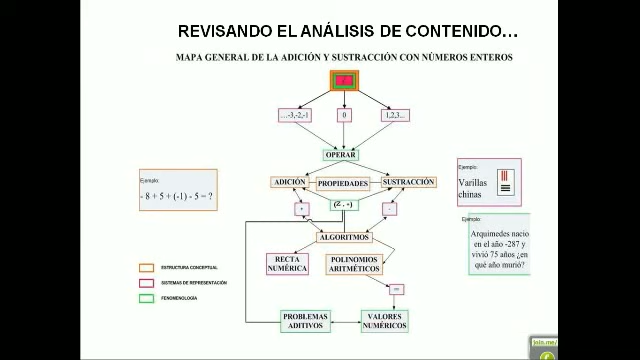 REVISANDO EL ANÁLISIS DE CONTENIDO…
MAPA GENERAL DE LA ADICIÓN Y SUSTRACCIÓN CON NÚMEROS ENTEROS
Z
…-3,-2,-1
0
1,2,3...
OPERAR
ADICIÓN
PROPIEDADES
SUSTRACCIÓN
(Z, +)
+
-
ALGORITMOS
RECTA
NUMÉRICA
POLINOMIOS
ARITMÉTICOS
=
PROBLEMAS
ADITIVOS
VALORES
NUMÉRICOS
Ejemplo:
- 8 + 5 + (-1) - 5 = ?
Ejemplo:
Varillas
chinas
Ejemplo:
Arquimedes nacio
en el año -287 y
vivió 75 años ¿en
qué año murió?
ESTRUCTURA CONCEPTUAL
SISTEMAS DE REPRESENTACIÓN
FENOMENOLOGÍA
join.me/